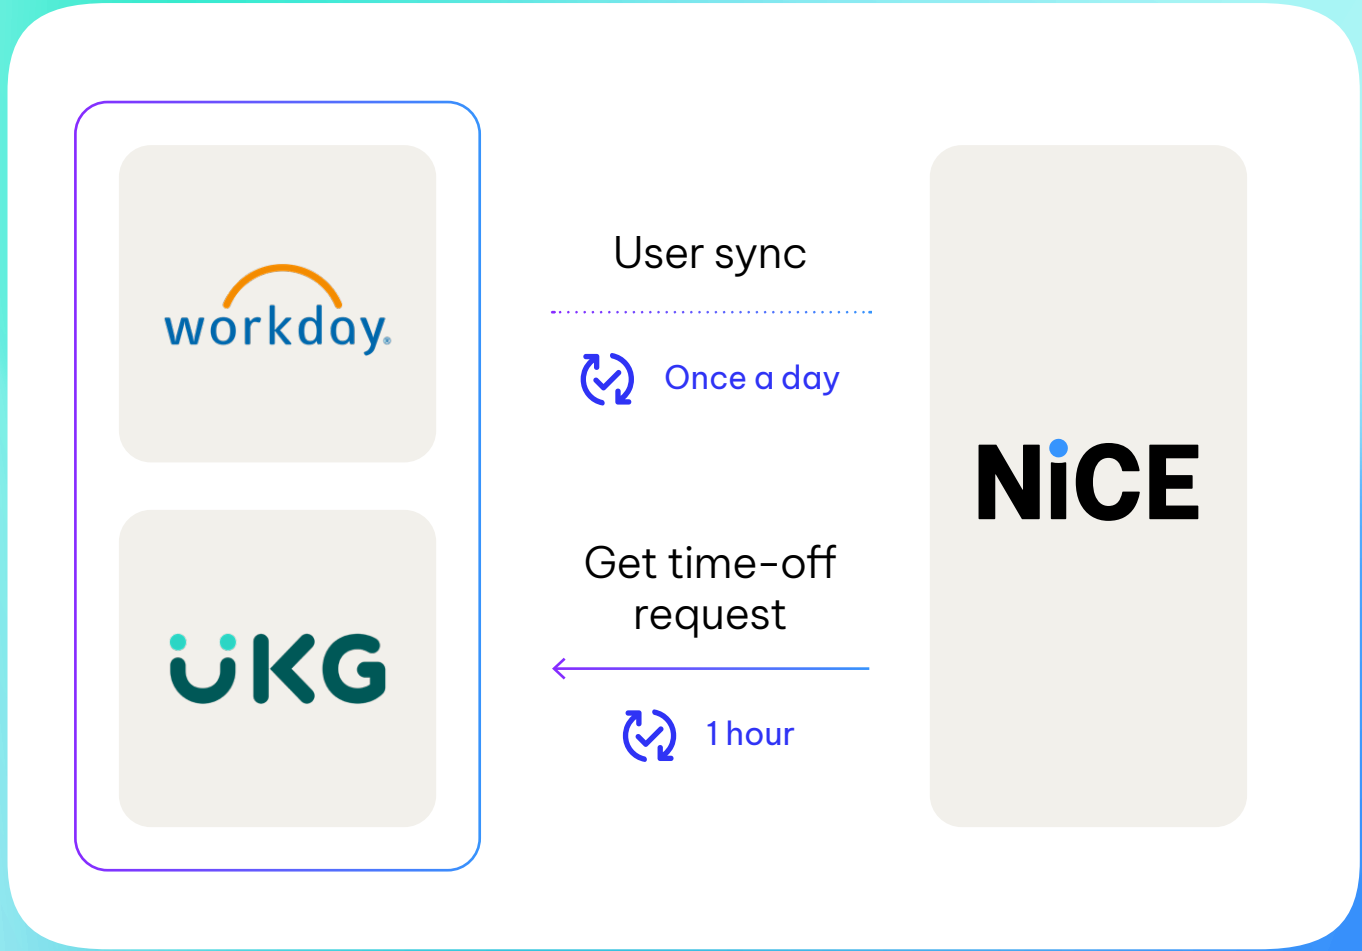 workday®
UKG
User sync
Once a day
Get time-off
request
1 hour
NiCE